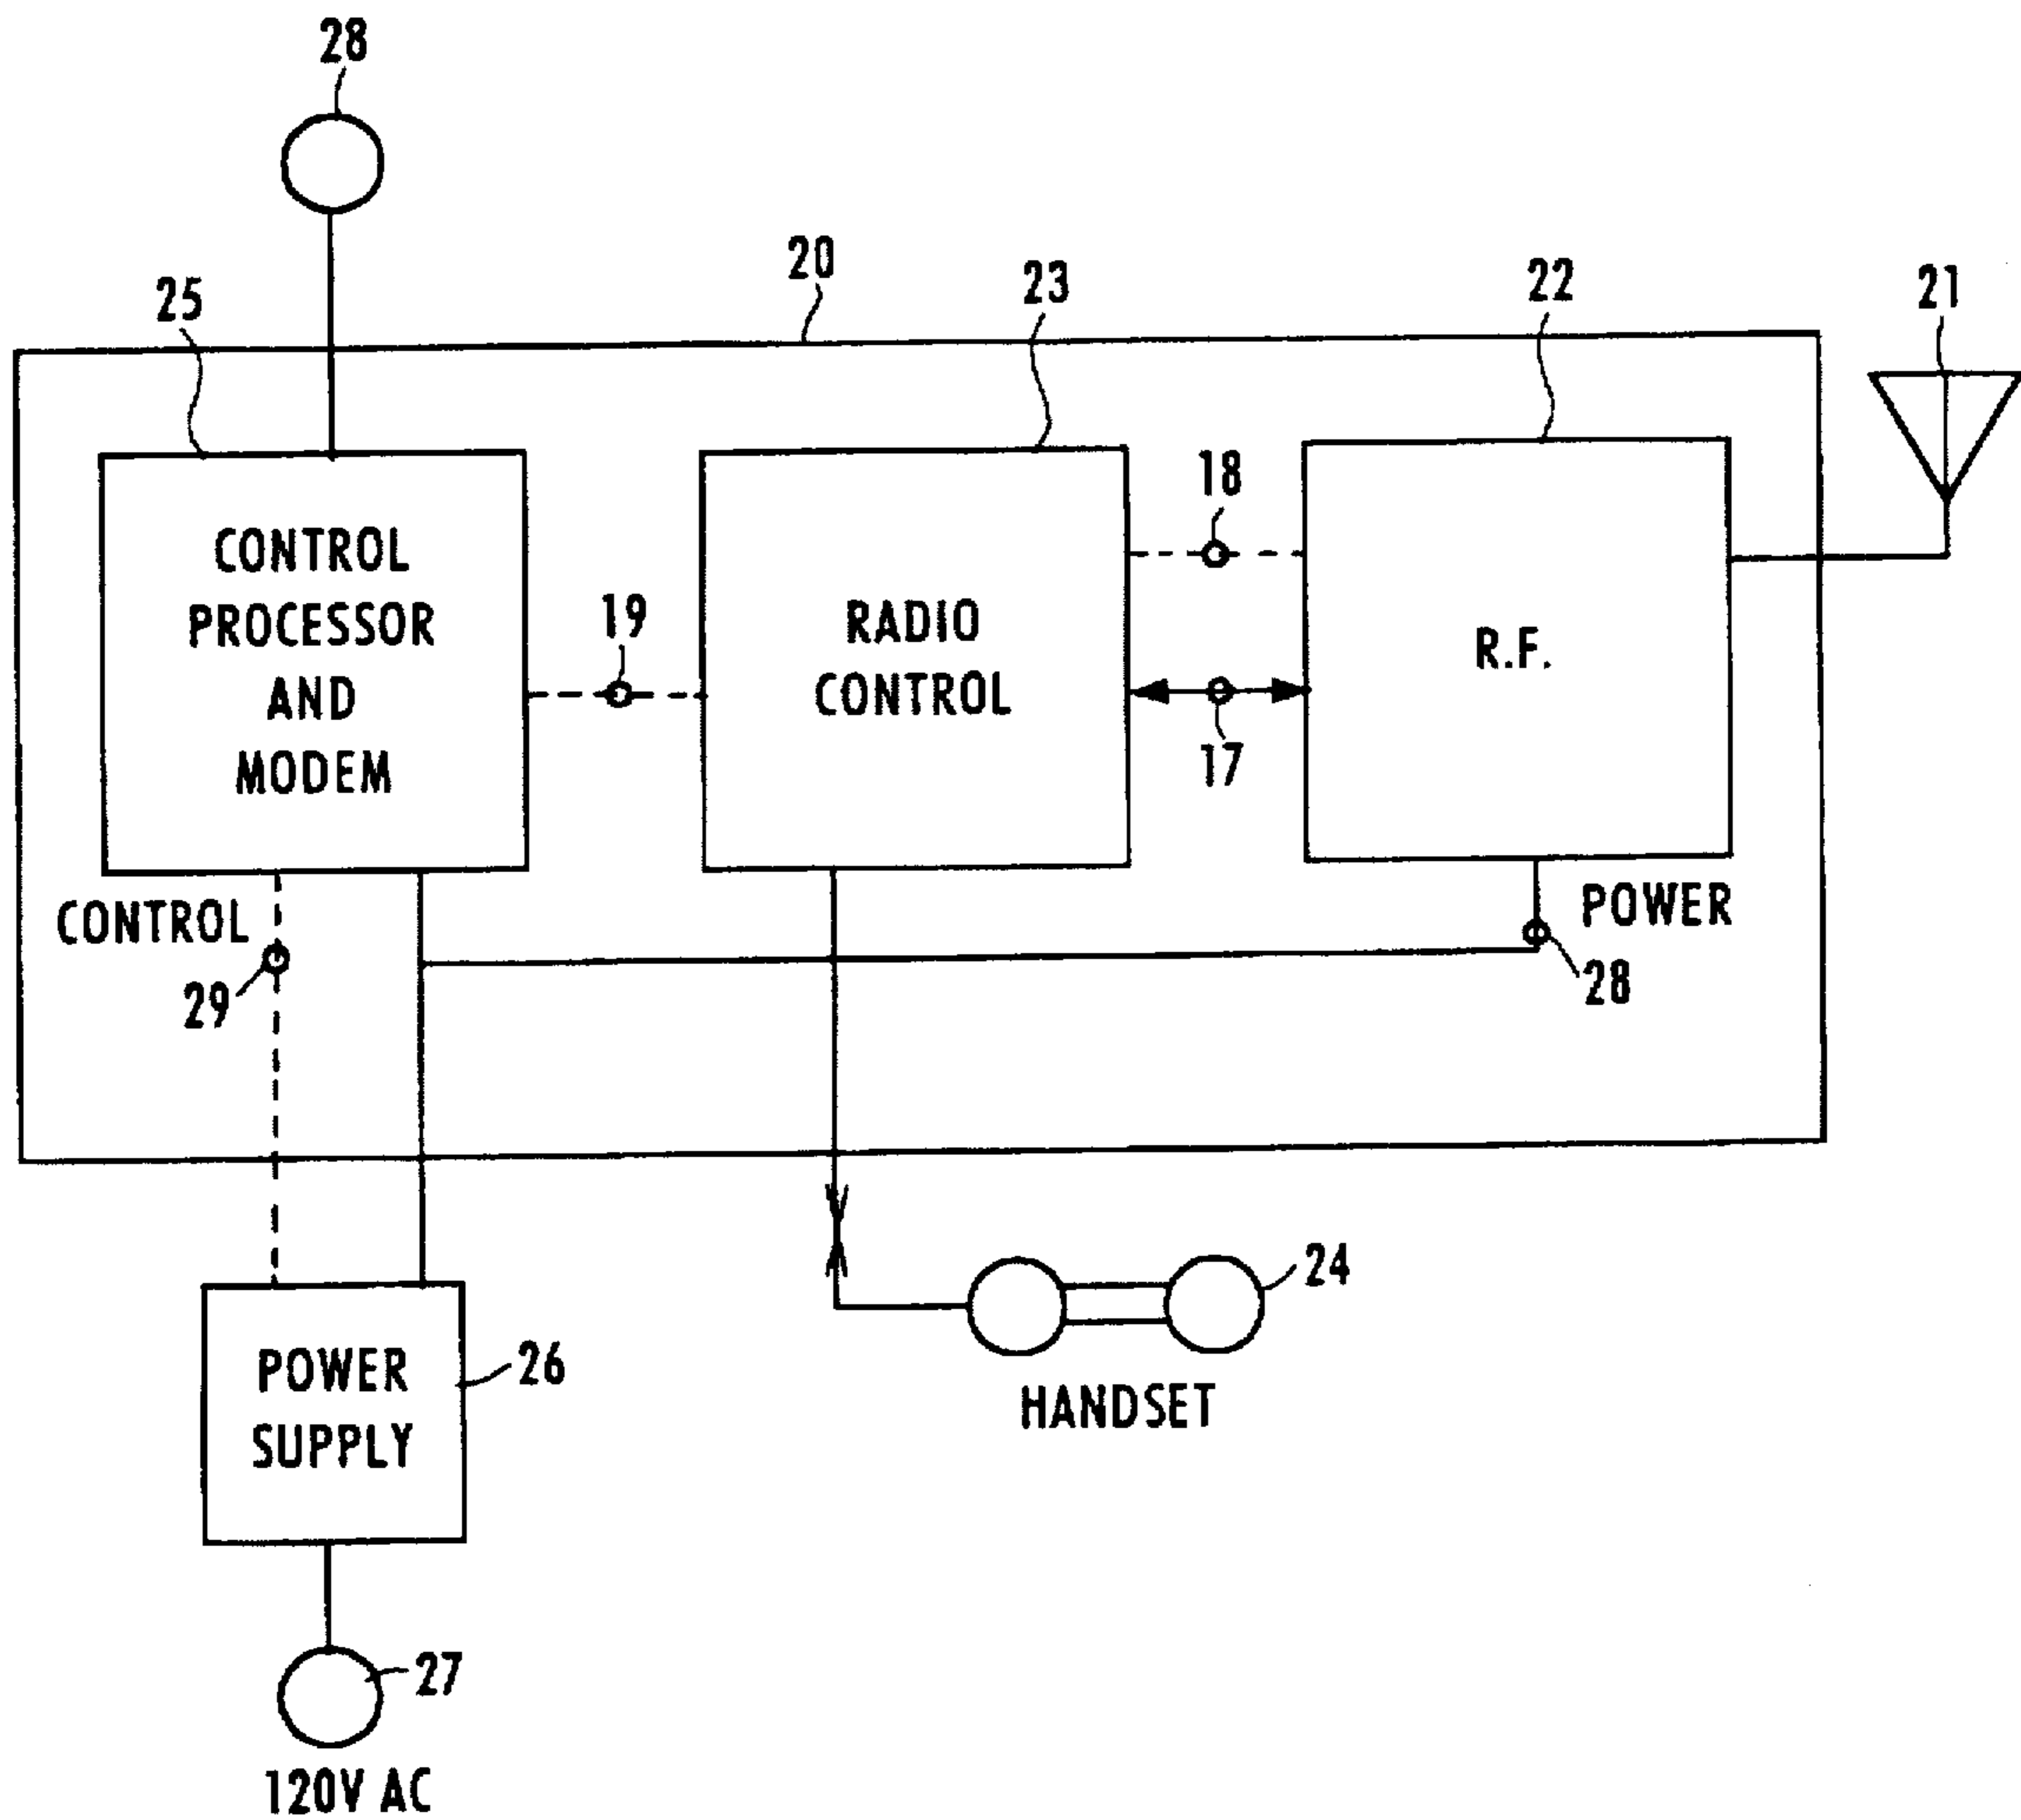 28
20
25
23
22
21
18
CONTROL
PROCESSOR
AND
MODEM
19
RADIO
CONTROL
R.F.
17
CONTROL
POWER
29
28
24
POWER
SUPPLY
26
HANDSET
27
120V AC